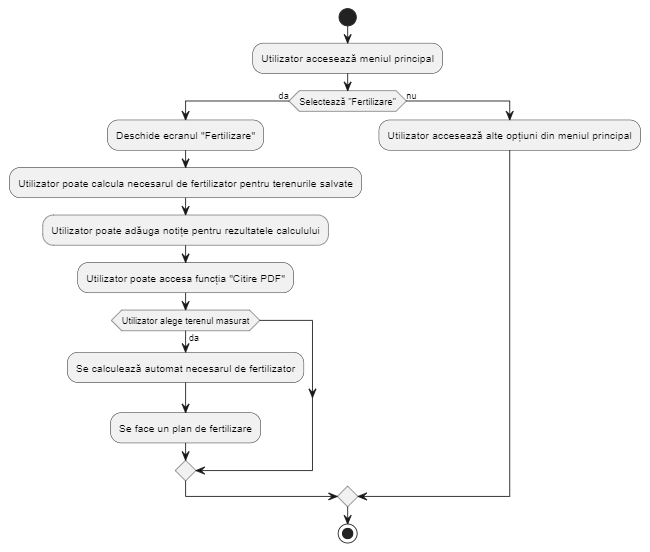 Utilizator accesează meniul principal
da
Selectează "Fertilizare"
nu
Deschide ecranul "Fertilizare"
Utilizator accesează alte opțiuni din meniul principal
Utilizator poate calcula necesarul de fertilizator pentru terenurile salvate
Utilizator poate adăuga notițe pentru rezultatele calculului
Utilizator poate accesa funcția "Citire PDF"
Utilizator alege terenul masurat
da
Se calculează automat necesarul de fertilizator
Se face un plan de fertilizare